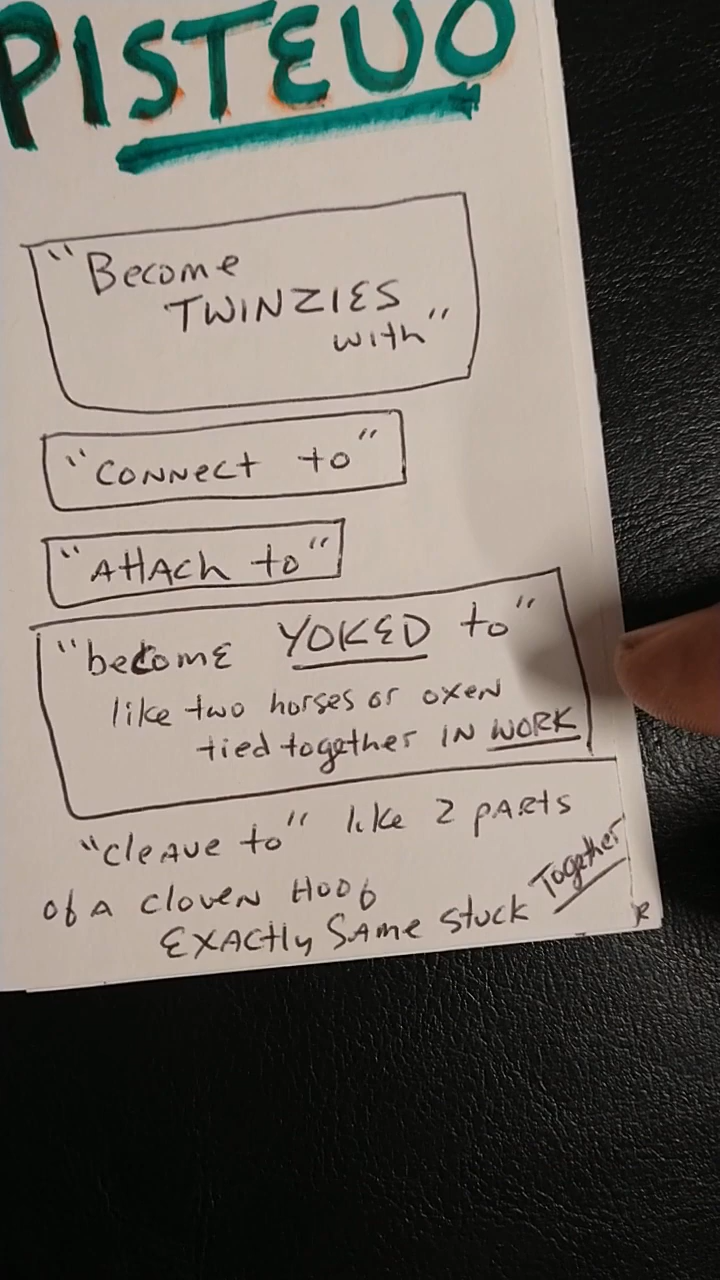 PISTEUO
"Become
TWINZIES
with"
"CONNECt to"
"AttACh to"
"become YOKED to"
like two horses or oxen
tied together IN WORK
"cleAve to" like 2 pARts
of A cloveN Hoof
EXACtly SAme stuck Together